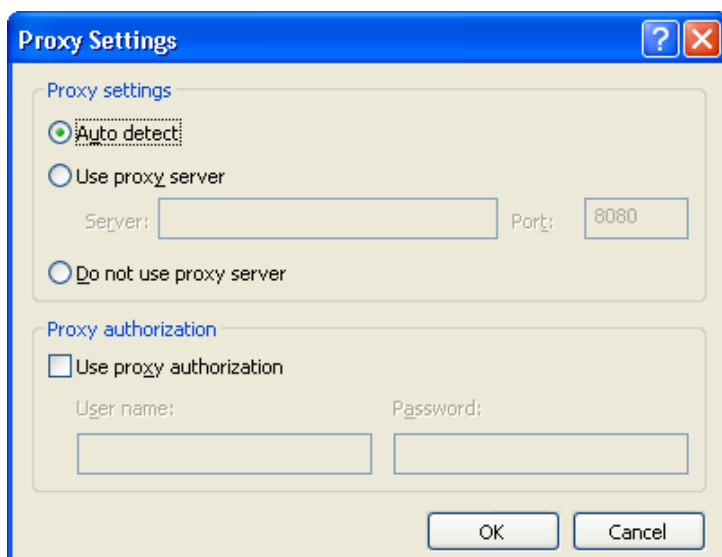 Proxy Settings
?
Proxy settings
Auto detect
Use proxy server
Server: Port: 8080
Do not use proxy server
Proxy authorization
Use proxy authorization
User name: Password:
OK Cancel